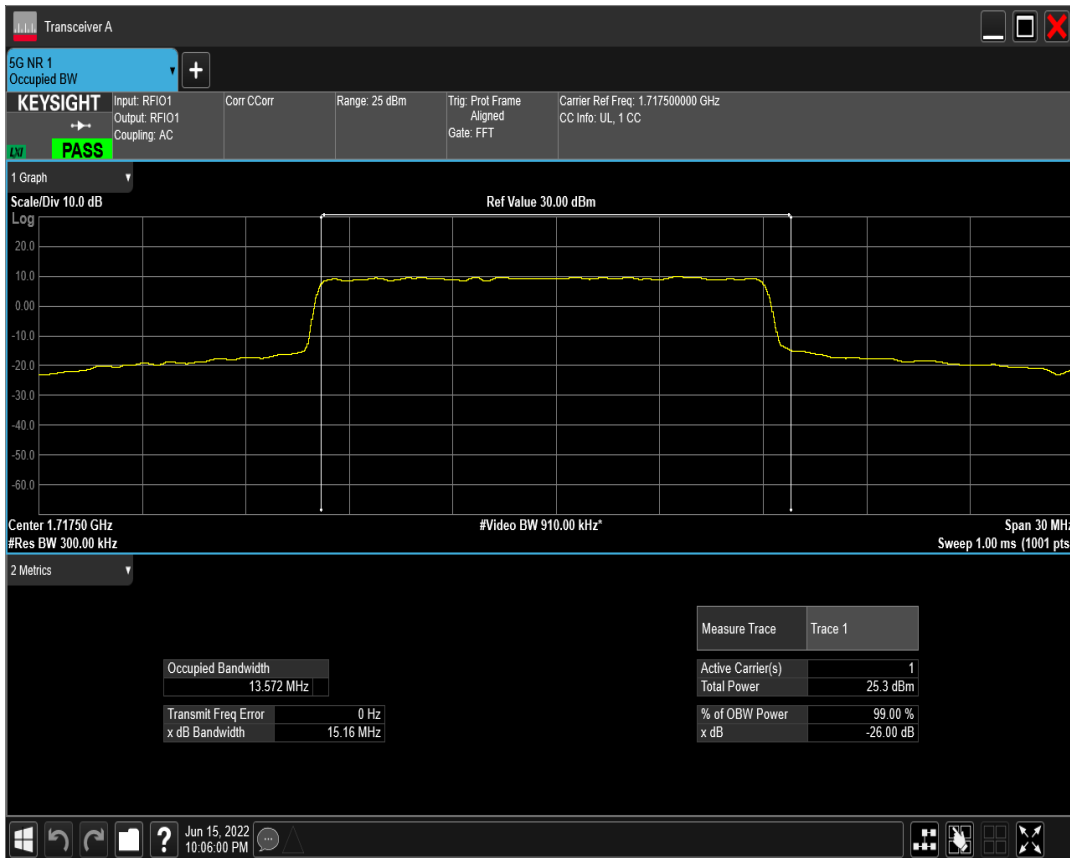 Transceiver A
5G NR 1
Occupied BW
KEYSIGHT
LXI
PASS
Input: RFIO1
Output: RFIO1
Coupling: AC
Corr CCorr
Range: 25 dBm
Trig: Prot Frame
Aligned
Gate: FFT
Carrier Ref Freq: 1.717500000 GHz
CC Info: UL, 1 CC
1 Graph
Scale/Div 10.0 dB
Ref Value 30.00 dBm
Log
20.0
10.0
0.00
-10.0
-20.0
-30.0
-40.0
-50.0
-60.0
Center 1.71750 GHz
#Video BW 910.00 kHz*
Span 30 MHz
#Res BW 300.00 kHz
Sweep 1.00 ms (1001 pts
2 Metrics
Measure Trace Trace 1
Occupied Bandwidth
13.572 MHz
Active Carrier(s) 1
Total Power 25.3 dBm
Transmit Freq Error 0 Hz
x dB Bandwidth 15.16 MHz
% of OBW Power 99.00 %
x dB -26.00 dB
?
Jun 15, 2022
10:06:00 PM